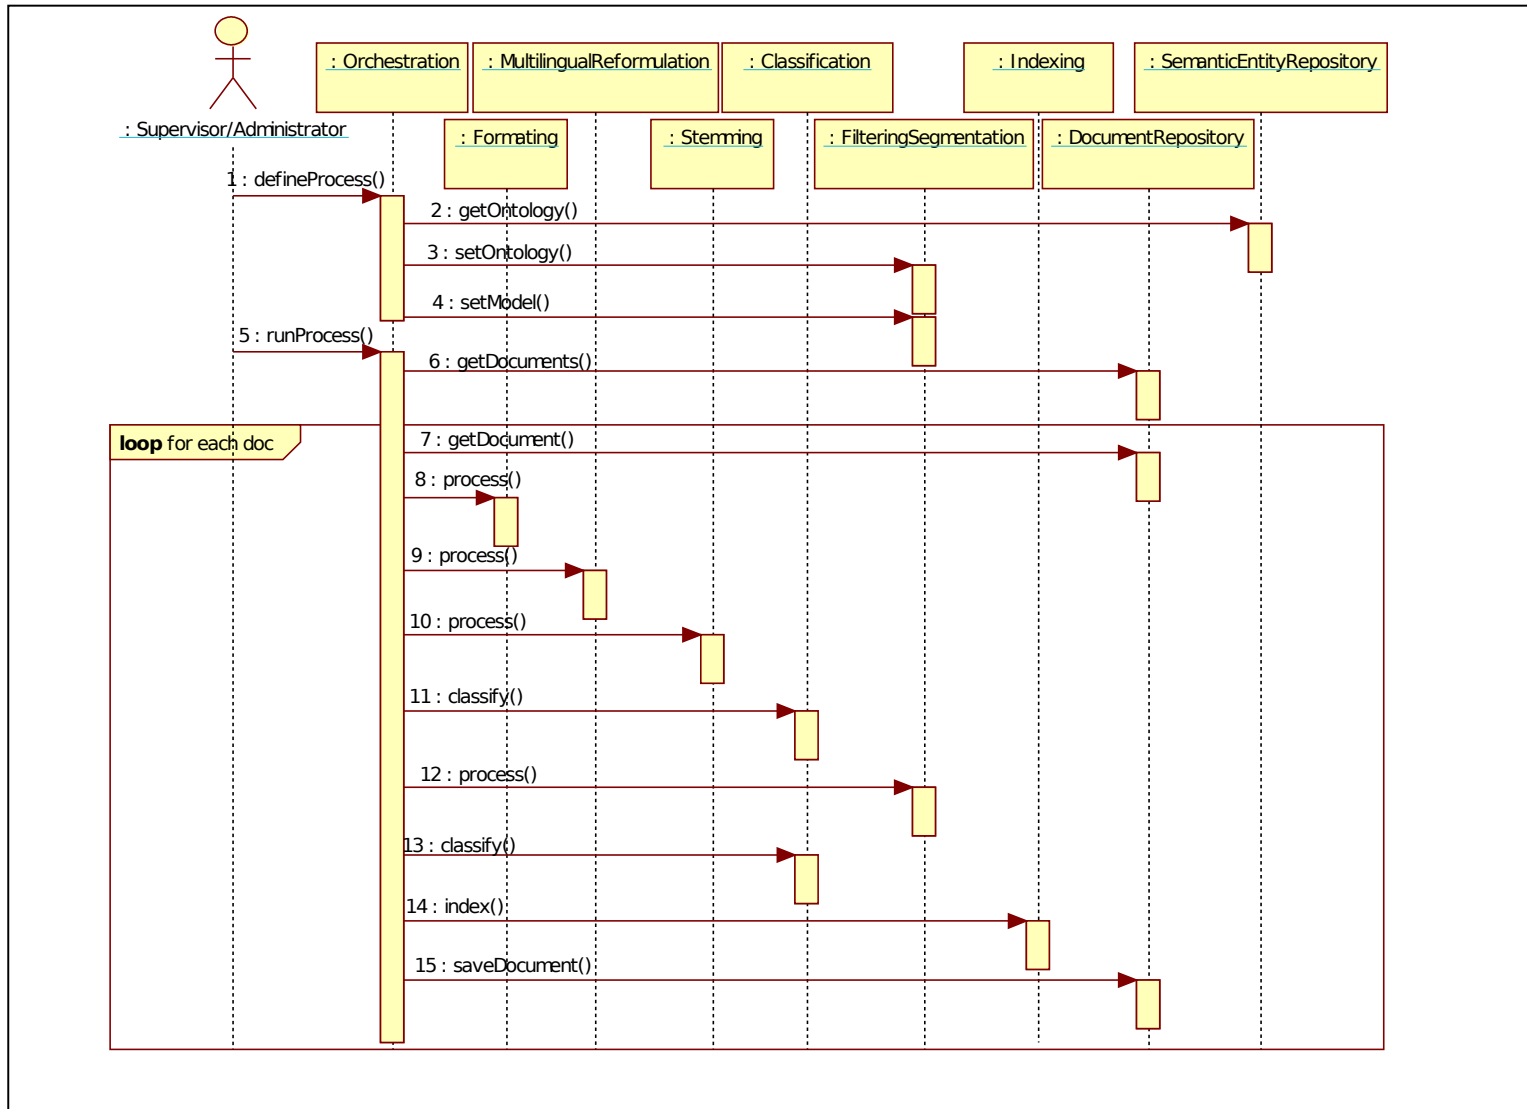 : Orchestration
: MultilingualReformulation
: Classification
: Indexing
: SemanticEntityRepository
: Supervisor/Administrator
: Formating
: Stemming
: FilteringSegmentation
: DocumentRepository
1 : defineProcess()
2 : getOntology()
3 : setOntology()
4 : setModel()
5 : runProcess()
6 : getDocuments()
loop for each doc
7 : getDocument()
8 : process()
9 : process()
10 : process()
11 : classify()
12 : process()
13 : classify()
14 : index()
15 : saveDocument()